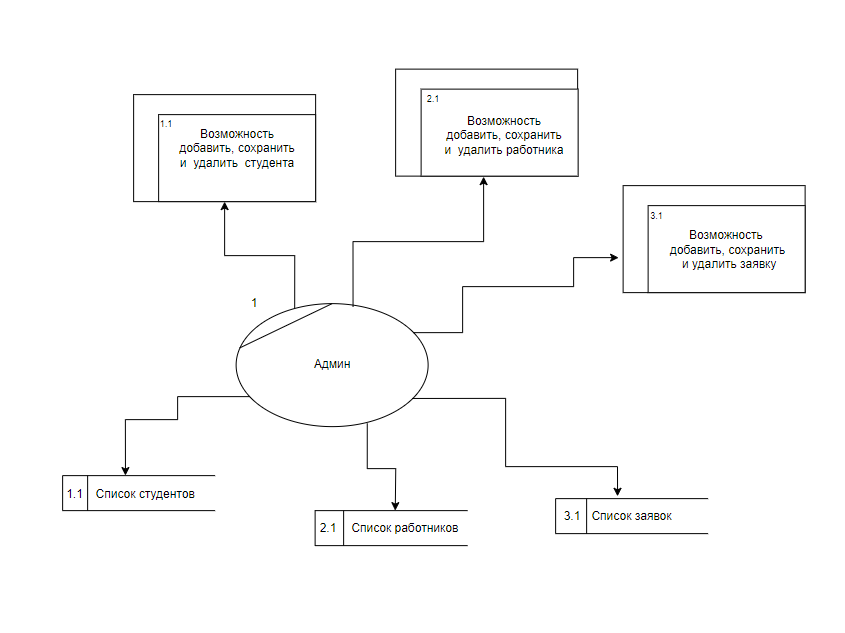 2.1
Возможность
добавить, сохранить
и удалить работника
1.1
Возможность
добавить, сохранить
и удалить студента
3.1
Возможность
добавить, сохранить
и удалить заявку
1
Админ
1.1 Список студентов
2.1 Список работников
3.1 Список заявок